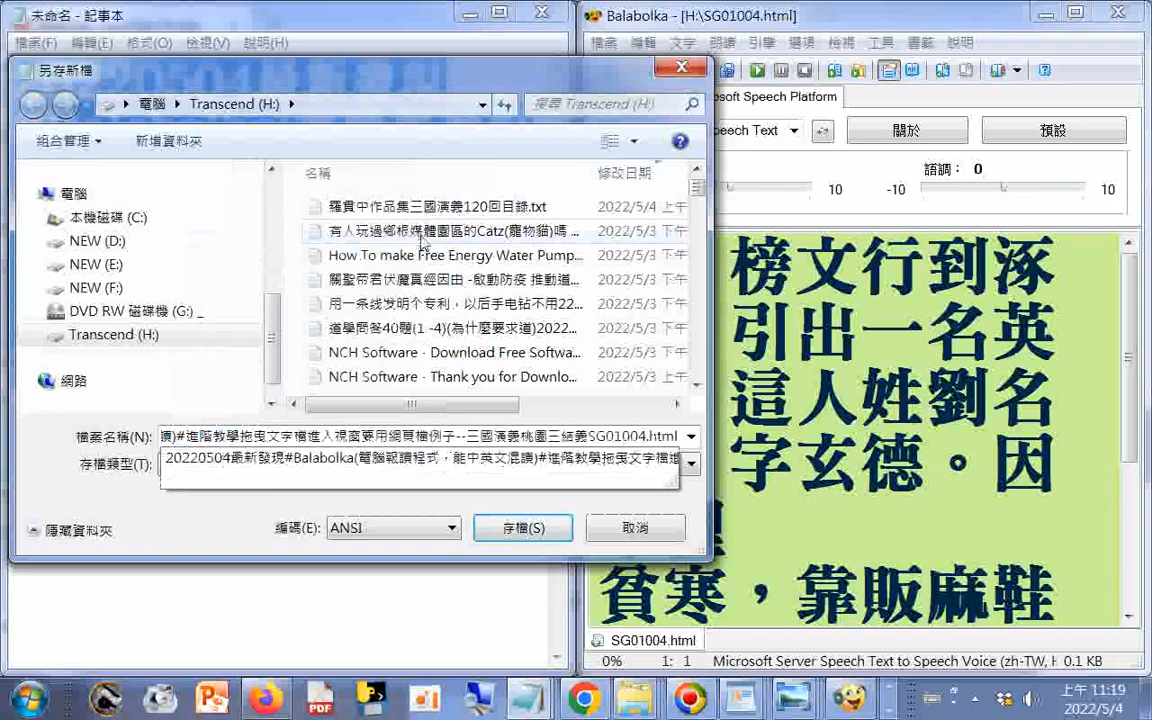 未命名 - 記事本
檔案(F) 編輯(E) 格式(O) 檢視(V) 說明(H)
另存新檔
電腦 Transcend (H:)
搜尋 Transcend (H:)
組合管理 新增資料夾
名稱 修改日期
電腦
本機磁碟 (C:)
NEW (D:)
NEW (E:)
NEW (F:)
DVD RW 磁碟機 (G:) _
Transcend (H:)
網路
羅貫中作品集三國演義120回目錄.txt 2022/5/4 上午
有人玩過鄉根媒體園區的Catz(寵物貓)嗎 ... 2022/5/3 下午
How To make Free Energy Water Pump... 2022/5/3 下午
關聖帝君伏魔真經因由 -啟動防疫 推動道... 2022/5/3 下午
用一条线发明个专利，以后手电钻不用22... 2022/5/3 下午
道學問答40題(1 -4)(為什麼要求道)2022... 2022/5/3 下午
NCH Software - Download Free Softwa... 2022/5/3 下午
NCH Software - Thank you for Downlo... 2022/5/3 下午
檔案名稱(N): 讀)#進階教學拖曳文字檔進入視窗要用網頁檔例子--三國演義桃園三結義SG01004.html
存檔類型(T): 20220504最新發現#Balabolka(電腦報讀程式，能中英文混讀)#進階教學拖曳文字檔進
隱藏資料夾 編碼(E): ANSI 存檔(S) 取消
Balabolka - [H:\SG01004.html]
檔案 編輯 文字 朗讀 引擎 選項 檢視 工具 書籤 說明
osoft Speech Platform
peech Text 關於 預設
語調： 0
10 -10 10
榜文行到涿
引出一名英
這人姓劉名
字玄德。因
貧寒，靠販麻鞋
SG01004.html
0% 1: 1 Microsoft Server Speech Text to Speech Voice (zh-TW, H 0.1 KB
上午 11:19
2022/5/4